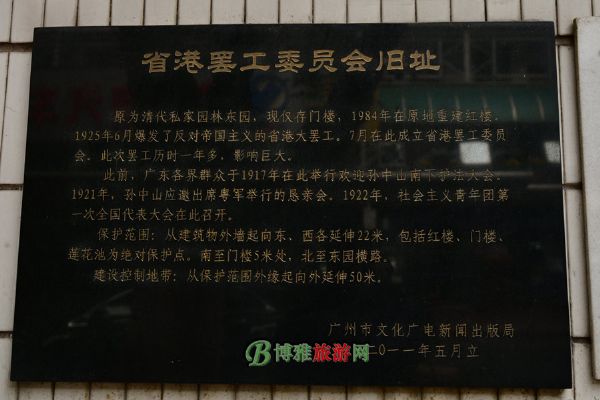 省港罢工委员会旧址
原为清代私家园林东园，现仅存门楼，1984年在原地重建红楼。
1925年6月爆发了反对帝国主义的省港大罢工。7月在此成立省港罢工委员
会。此次罢工历时一年多，影响巨大。
此前，广东各界群众于1917年在此举行欢迎孙中山南下护法大会。
1921年，孙中山应邀出席粤军举行的恳亲会。1922年，社会主义青年团第
一次全国代表大会在此召开。
保护范围：从建筑物外墙起向东、西各延伸22米，包括红楼、门楼、
莲花池为绝对保护点。南至门楼5米处，北至东园横路。
建设控制地带：从保护范围外缘起向外延伸50米。
广州市文化广电新闻出版局
二〇一一年五月立
博雅旅游网